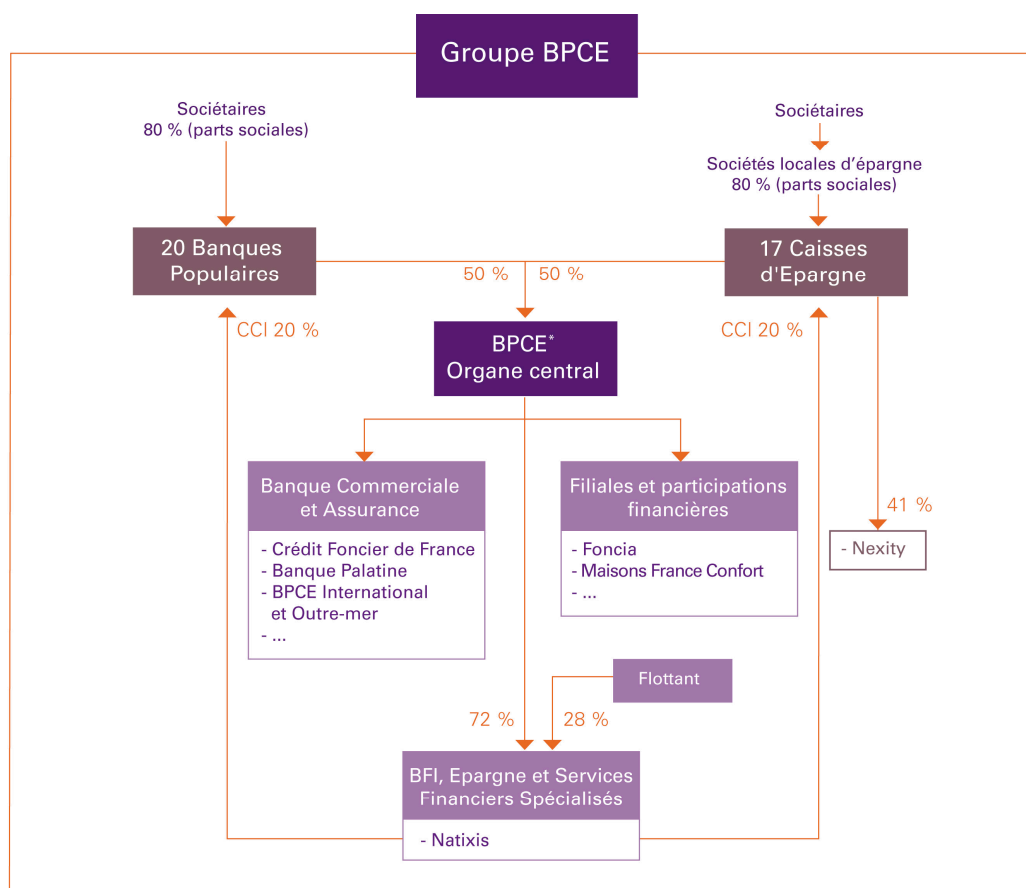 Groupe BPCE
Sociétaires
80 % (parts sociales)
Sociétaires
Sociétés locales d'épargne
80 % (parts sociales)
20 Banques
Populaires
17 Caisses
d'Epargne
50 %
50 %
CCI 20 %
CCI 20 %
BPCE*
Organe central
Banque Commerciale
et Assurance
- Crédit Foncier de France
- Banque Palatine
- BPCE International
et Outre-mer
- ...
Filiales et participations
financières
- Foncia
- Maisons France Confort
- ...
41 %
- Nexity
Flottant
72 %
28 %
BFI, Epargne et Services
Financiers Spécialisés
- Natixis